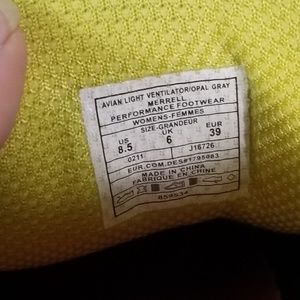 AVIAN LIGHT VENTILATOR/OPAL GRAY
MERRELL
PERFORMANCE FOOTWEAR
WOMENS-FEMMES
SIZE-GRANDEUR
US UK EUR
8.5 6 39
0211 J16726
EUR.COM.DES#1795003
MADE IN CHINA
FABRIQUE EN CHINE